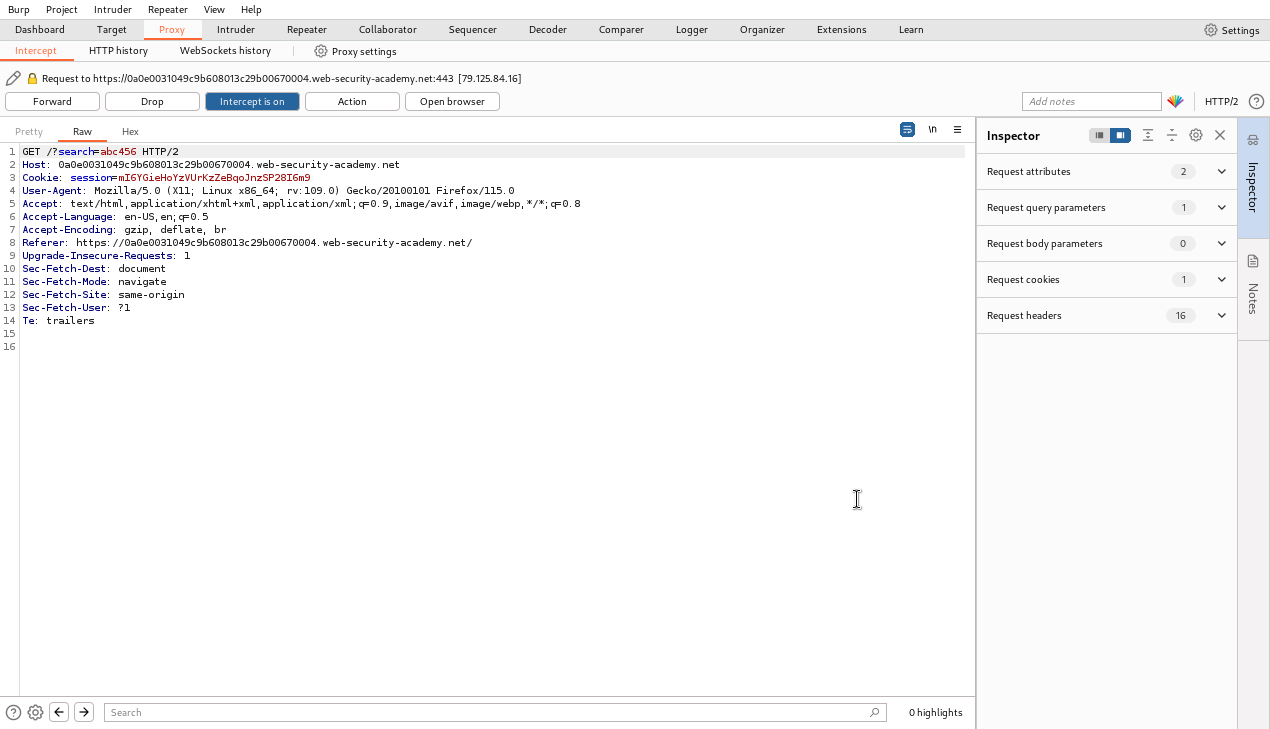 Burp Project Intruder Repeater View Help
Dashboard Target Proxy Intruder Repeater Collaborator Sequencer Decoder Comparer Logger Organizer Extensions Learn Settings
Intercept HTTP history WebSockets history Proxy settings
Request to https://0a0e0031049c9b608013c29b00670004.web-security-academy.net:443 [79.125.84.16]
Forward Drop Intercept is on Action Open browser Add notes HTTP/2 ?
Pretty Raw Hex \n
Inspector
1 GET /?search=abc456 HTTP/2
2 Host: 0a0e0031049c9b608013c29b00670004.web-security-academy.net
3 Cookie: session=mI6YGieHoYzVUrKzZeBqoJnzSP28I6m9
4 User-Agent: Mozilla/5.0 (X11; Linux x86_64; rv:109.0) Gecko/20100101 Firefox/115.0
5 Accept: text/html,application/xhtml+xml,application/xml;q=0.9,image/avif,image/webp,*/*;q=0.8
6 Accept-Language: en-US,en;q=0.5
7 Accept-Encoding: gzip, deflate, br
8 Referer: https://0a0e0031049c9b608013c29b00670004.web-security-academy.net/
9 Upgrade-Insecure-Requests: 1
10 Sec-Fetch-Dest: document
11 Sec-Fetch-Mode: navigate
12 Sec-Fetch-Site: same-origin
13 Sec-Fetch-User: ?1
14 Te: trailers
15
16
Request attributes 2
Request query parameters 1
Request body parameters 0
Request cookies 1
Request headers 16
Inspector
Notes
? Search 0 highlights